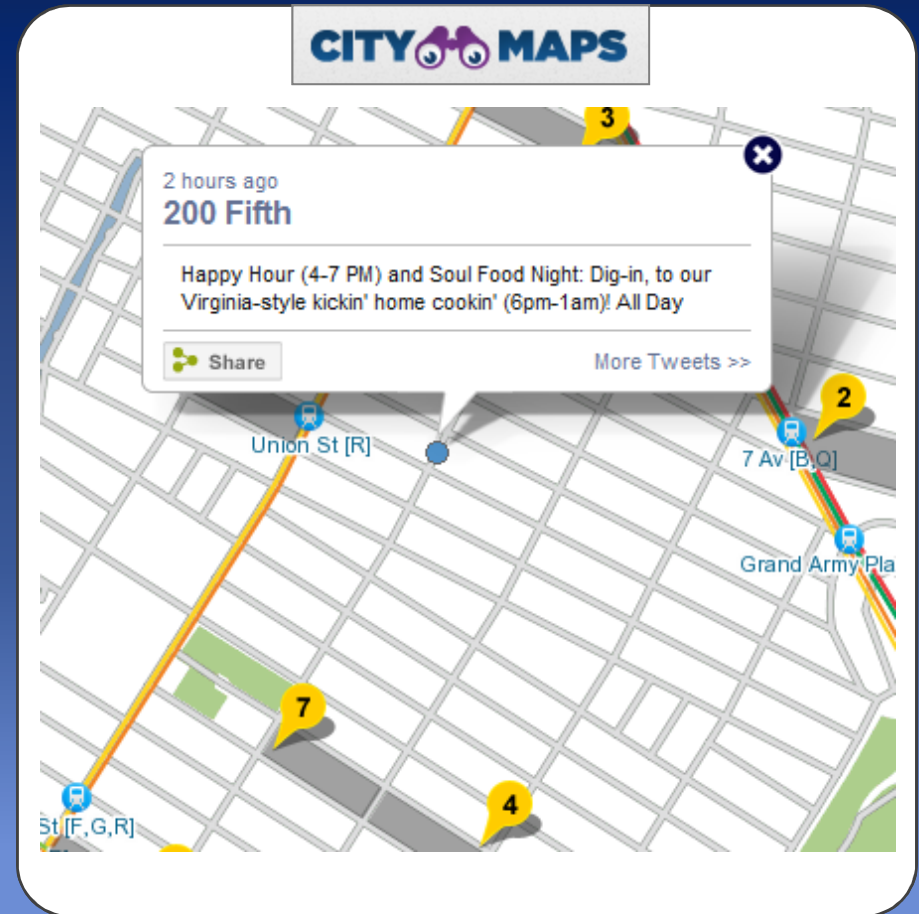 CITY MAPS
3
2 hours ago
200 Fifth
Happy Hour (4-7 PM) and Soul Food Night: Dig-in, to our
Virginia-style kickin' home cookin' (6pm-1am)! All Day
Share
More Tweets >>
2
Union St [R]
7 Av [B,Q]
Grand Army Pla
7
4
St [F,G,R]